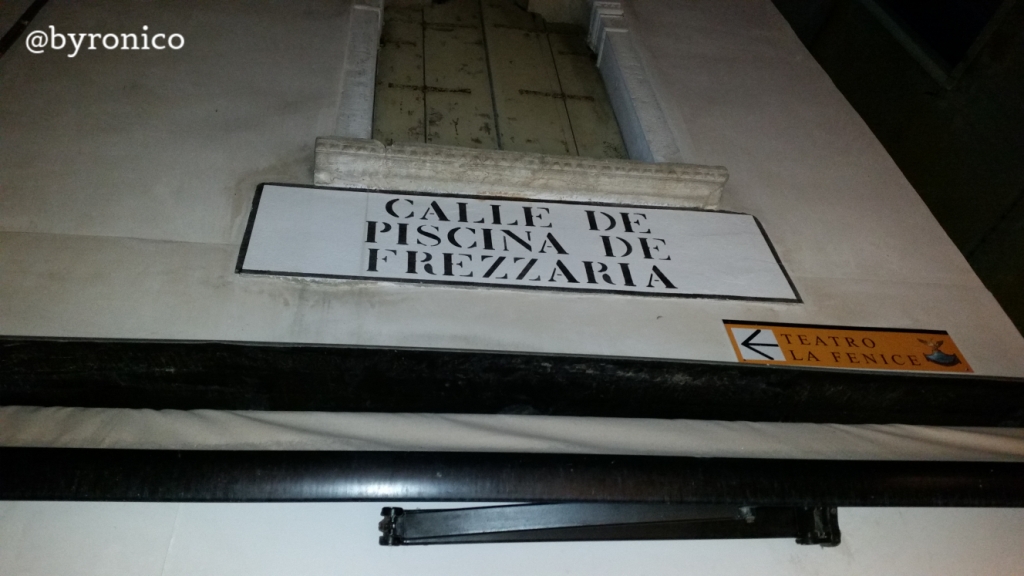 @byronico
CALLE DE
PISCINA DE
FREZZARIA
TEATRO
LA FENICE